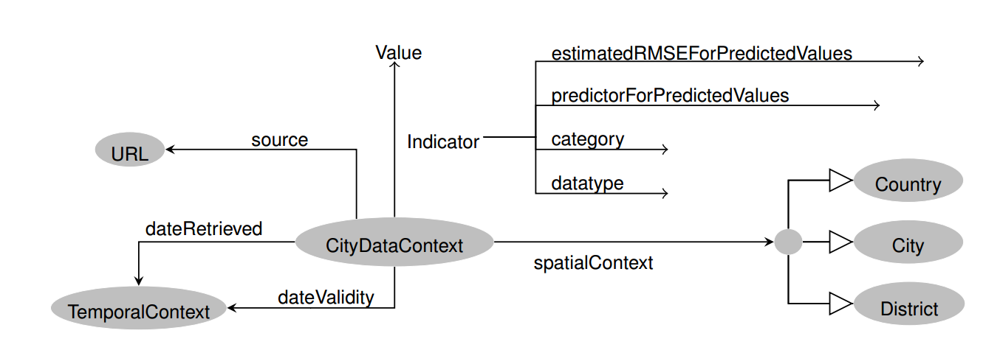 Value
estimatedRMSEForPredictedValues
predictorForPredictedValues
source
Indicator
category
URL
datatype
Country
dateRetrieved
CityDataContext
City
spatialContext
dateValidity
TemporalContext
District